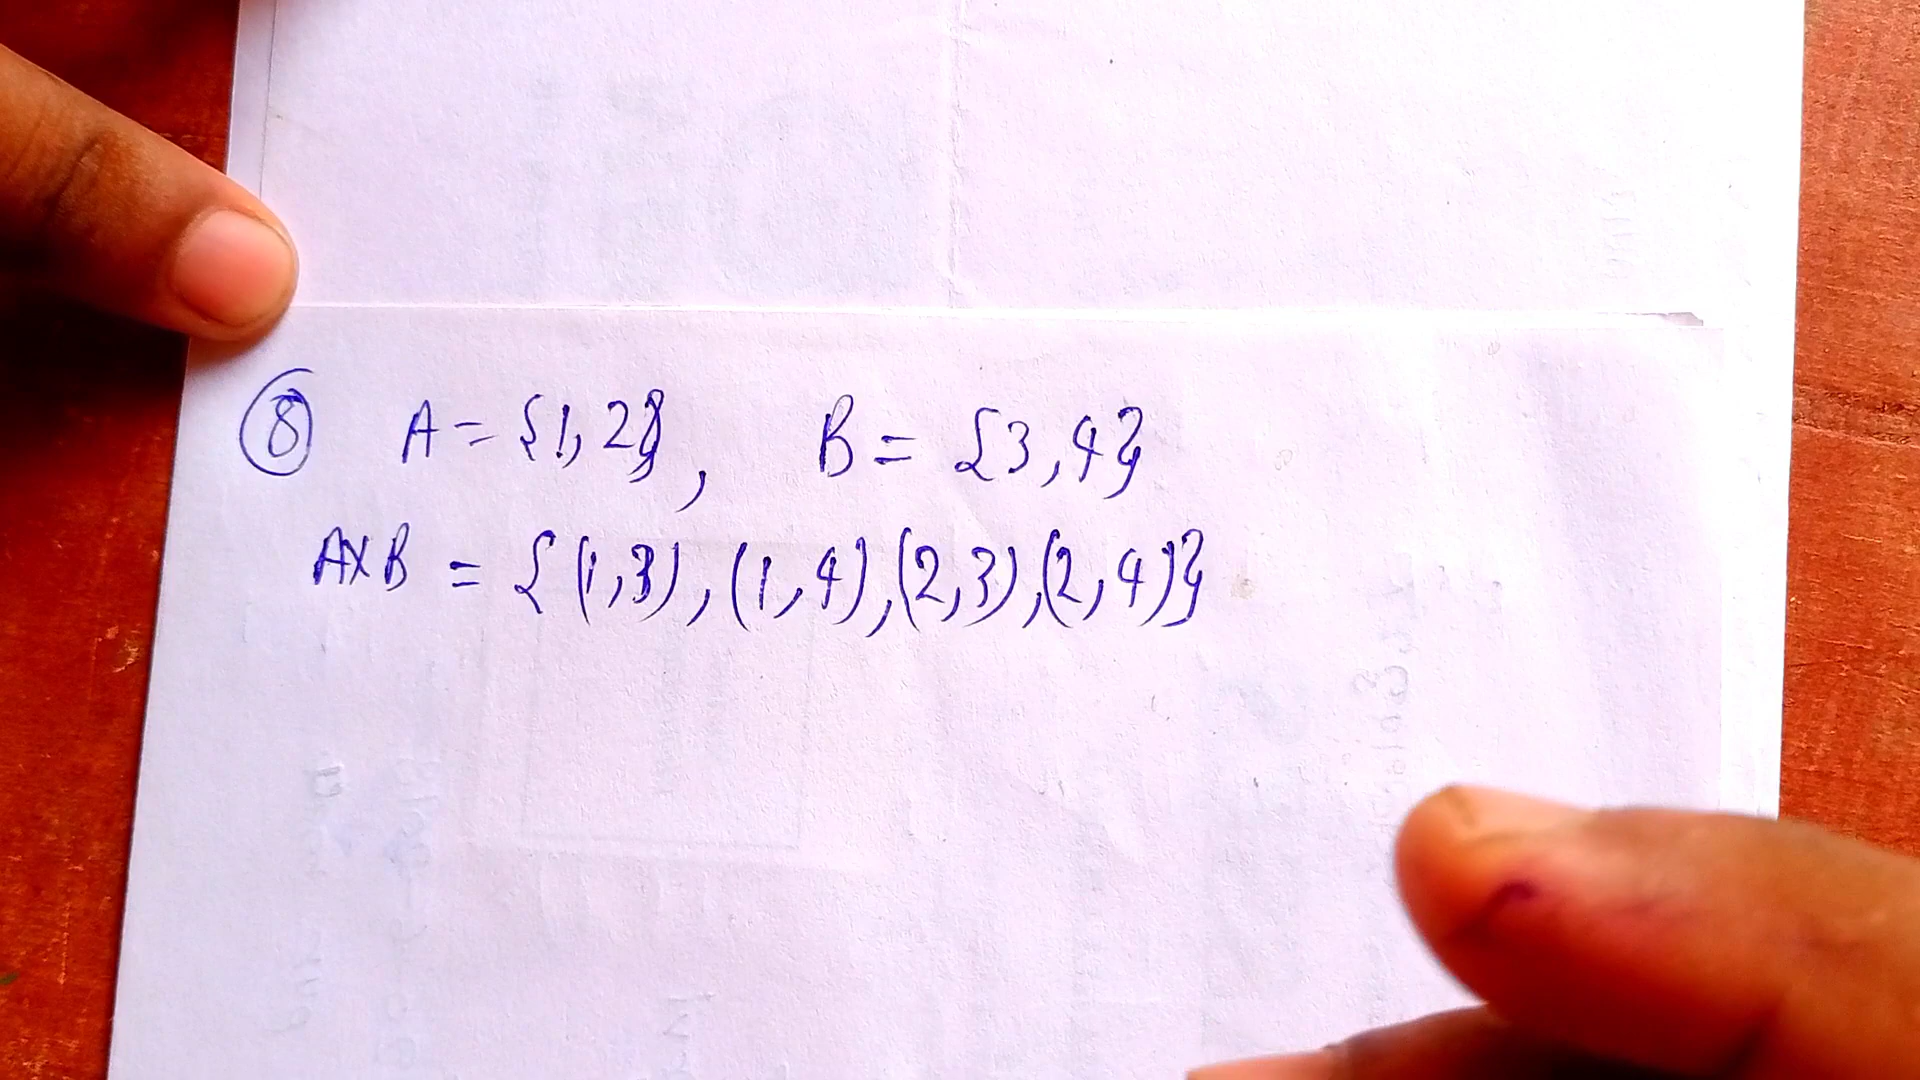 ⑧ A = {1, 2}, B = {3, 4}
A×B = { (1,3), (1,4), (2,3), (2,4)}